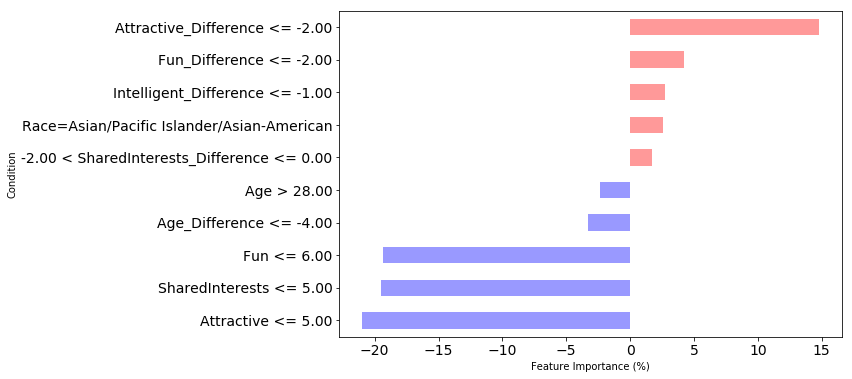 Attractive_Difference <= -2.00
Fun_Difference <= -2.00
Intelligent_Difference <= -1.00
Race=Asian/Pacific Islander/Asian-American
-2.00 < SharedInterests_Difference <= 0.00
Age > 28.00
Age_Difference <= -4.00
Fun <= 6.00
SharedInterests <= 5.00
Attractive <= 5.00
Condition
−20 −15 −10 −5 0 5 10 15
Feature Importance (%)